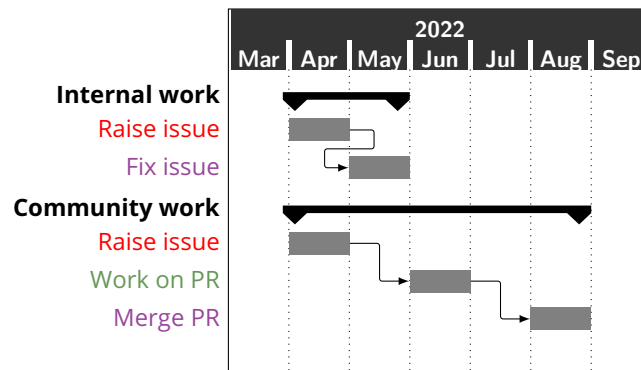 2022
Mar Apr May Jun Jul Aug Sep
Internal work
Raise issue
Fix issue
Community work
Raise issue
Work on PR
Merge PR